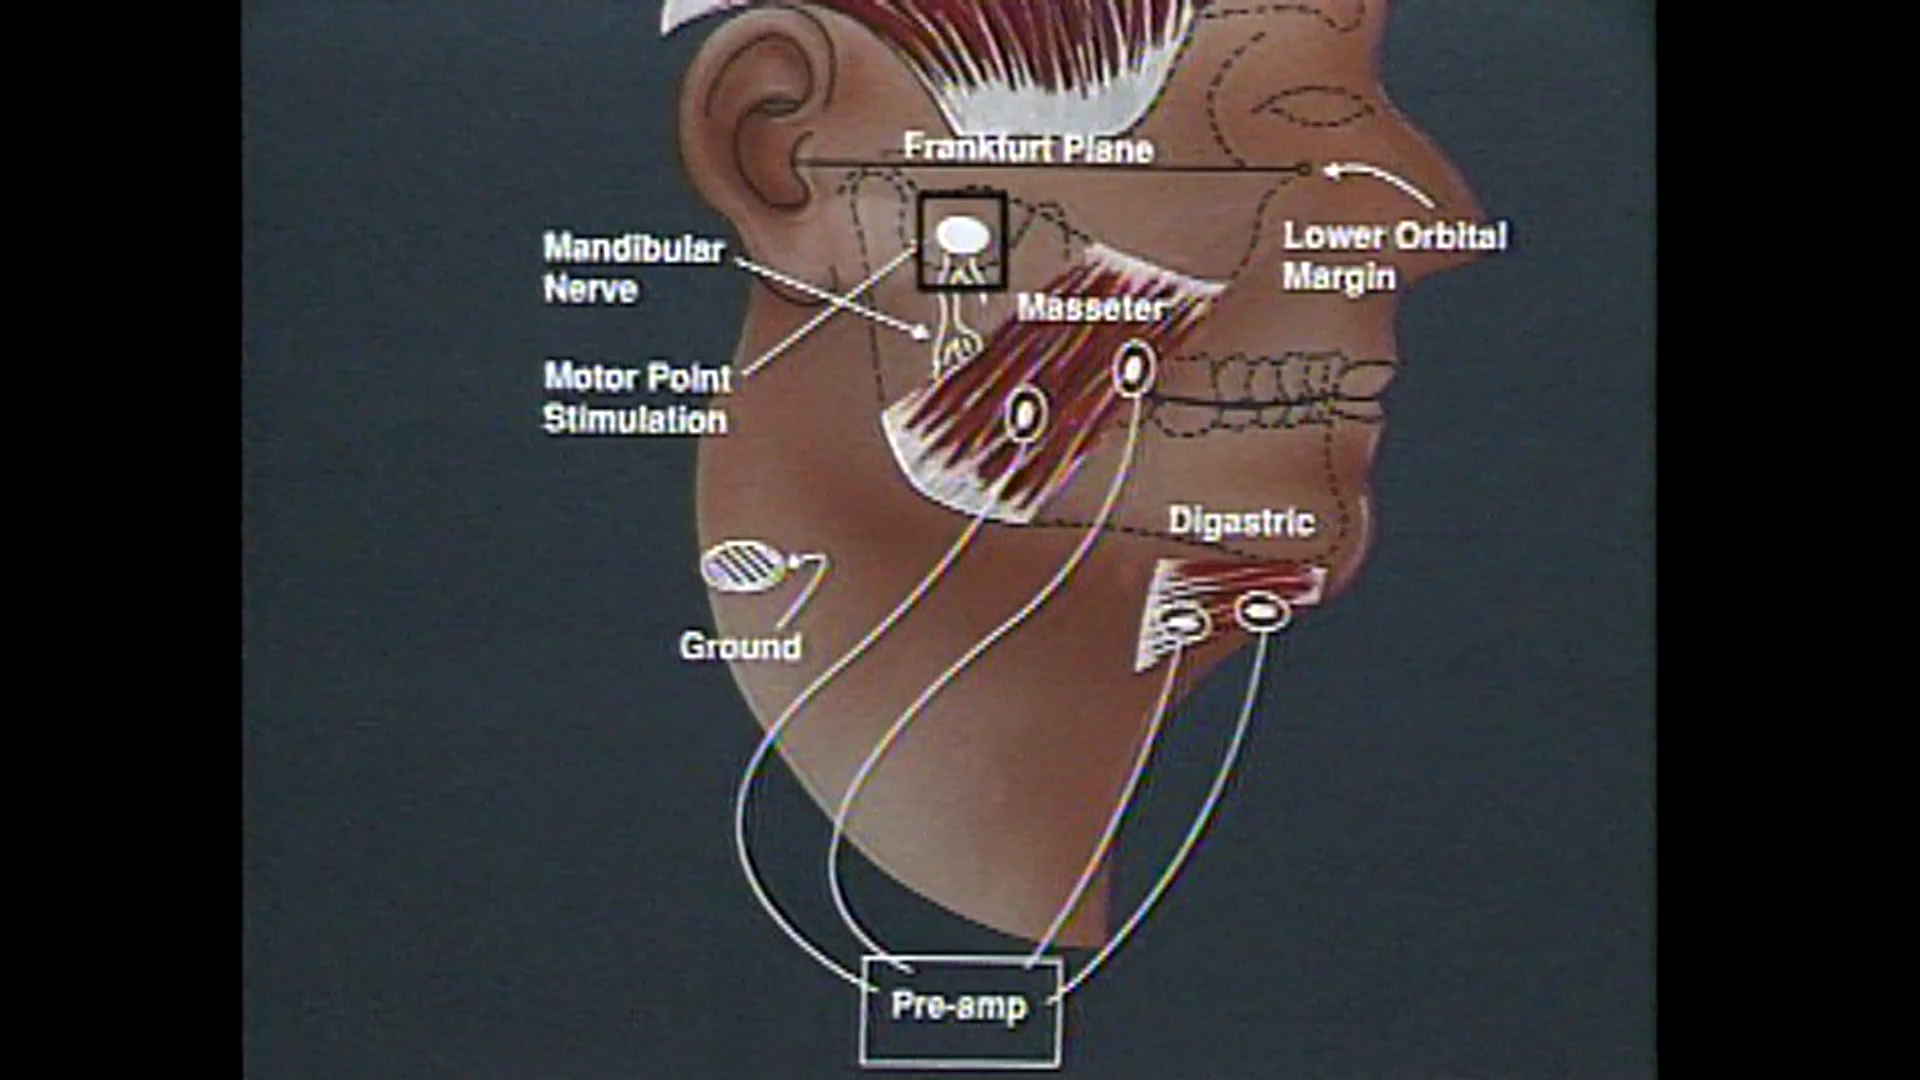 Frankfurt Plane
Mandibular
Nerve
Lower Orbital
Margin
Masseter
Motor Point
Stimulation
Digastric
Ground
Pre-amp